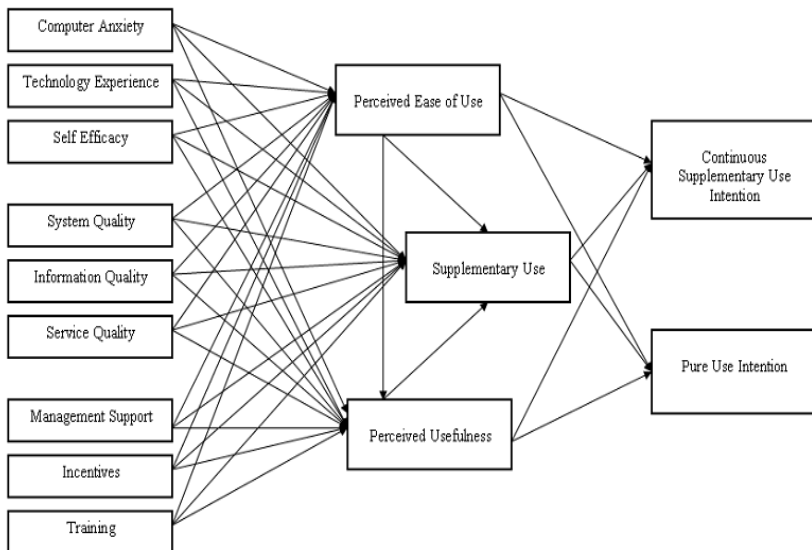 Computer Anxiety
Technology Experience
Self Efficacy
System Quality
Information Quality
Service Quality
Management Support
Incentives
Training
Perceived Ease of Use
Supplementary Use
Perceived Usefulness
Continuous
Supplementary Use
Intention
Pure Use Intention